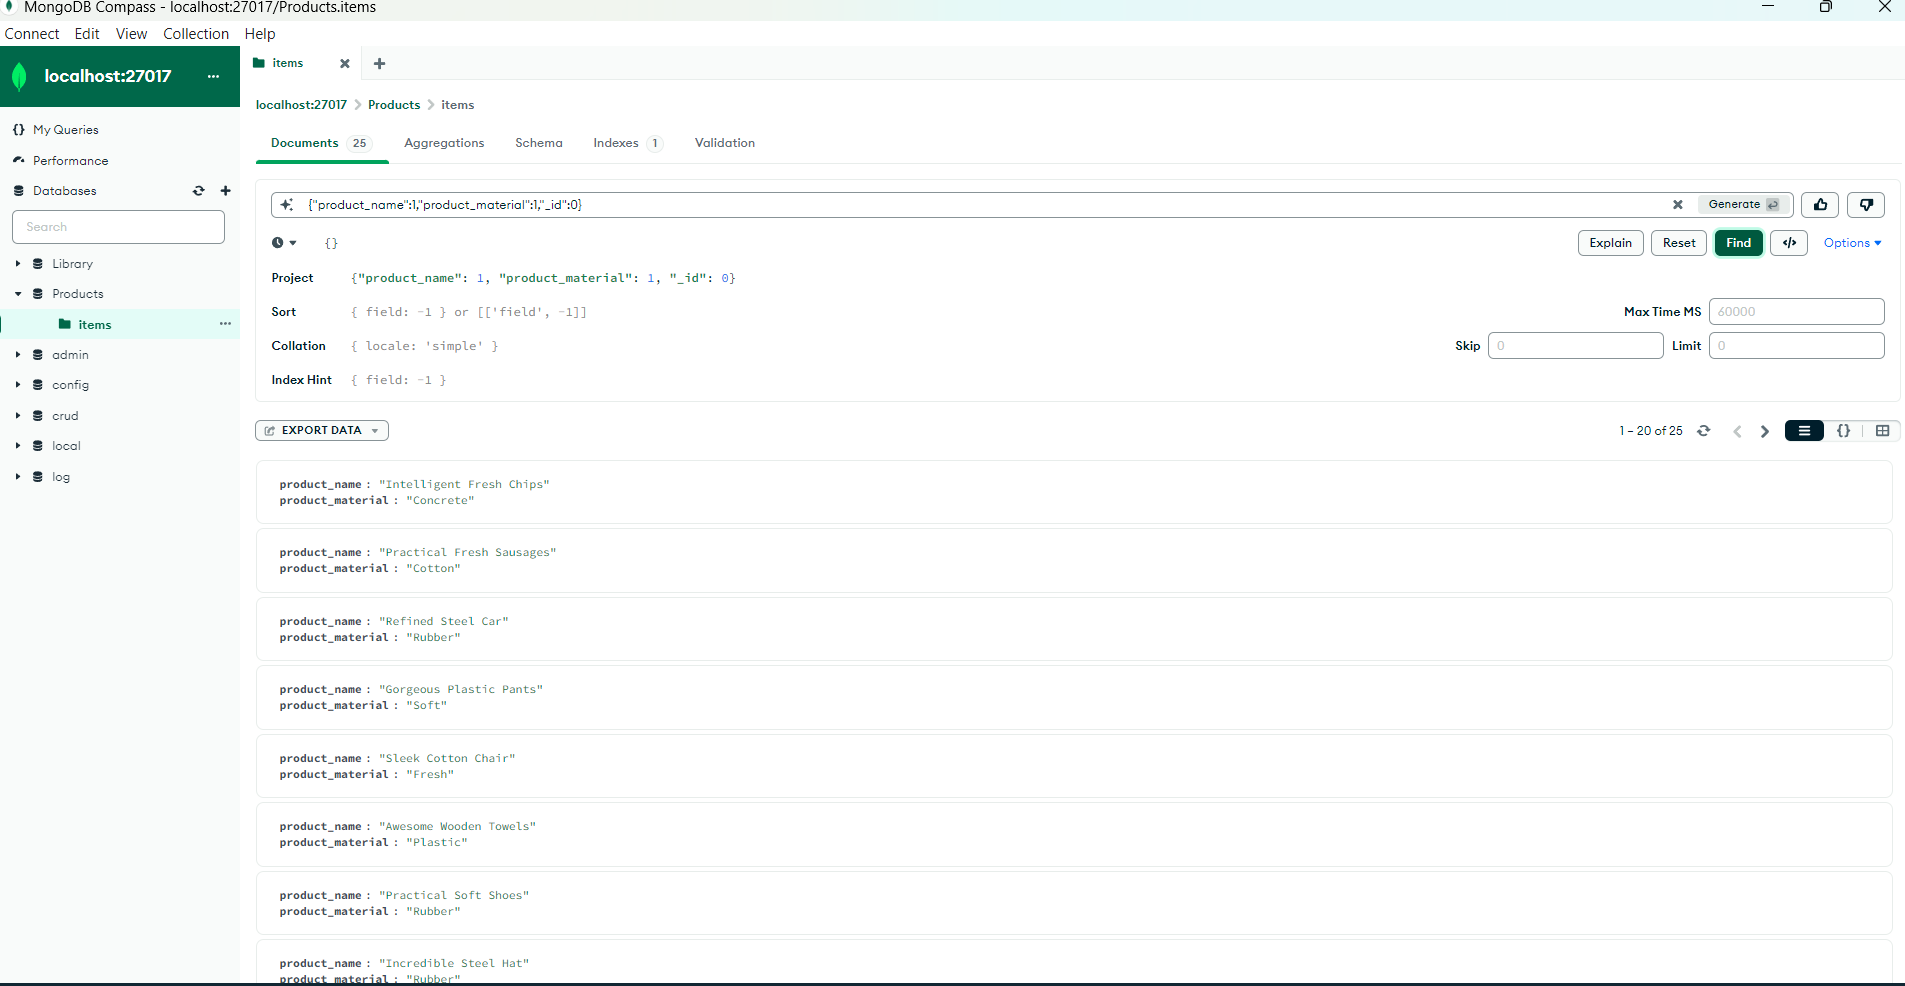 MongoDB Compass - localhost:27017/Products.items
Connect Edit View Collection Help
localhost:27017 ...
items
localhost:27017 > Products > items
{} My Queries
Performance
Databases
Search
Library
Products
items ...
admin
config
crud
local
log
Documents 25 Aggregations Schema Indexes 1 Validation
{"product_name":1,"product_material":1,"_id":0} Generate
{} Explain Reset Find </> Options
Project {"product_name": 1, "product_material": 1, "_id": 0}
Sort { field: -1 } or [['field', -1]] Max Time MS 60000
Collation { locale: 'simple' } Skip 0 Limit 0
Index Hint { field: -1 }
EXPORT DATA 1 – 20 of 25 {}
product_name : "Intelligent Fresh Chips"
product_material : "Concrete"
product_name : "Practical Fresh Sausages"
product_material : "Cotton"
product_name : "Refined Steel Car"
product_material : "Rubber"
product_name : "Gorgeous Plastic Pants"
product_material : "Soft"
product_name : "Sleek Cotton Chair"
product_material : "Fresh"
product_name : "Awesome Wooden Towels"
product_material : "Plastic"
product_name : "Practical Soft Shoes"
product_material : "Rubber"
product_name : "Incredible Steel Hat"
product_material : "Rubber"